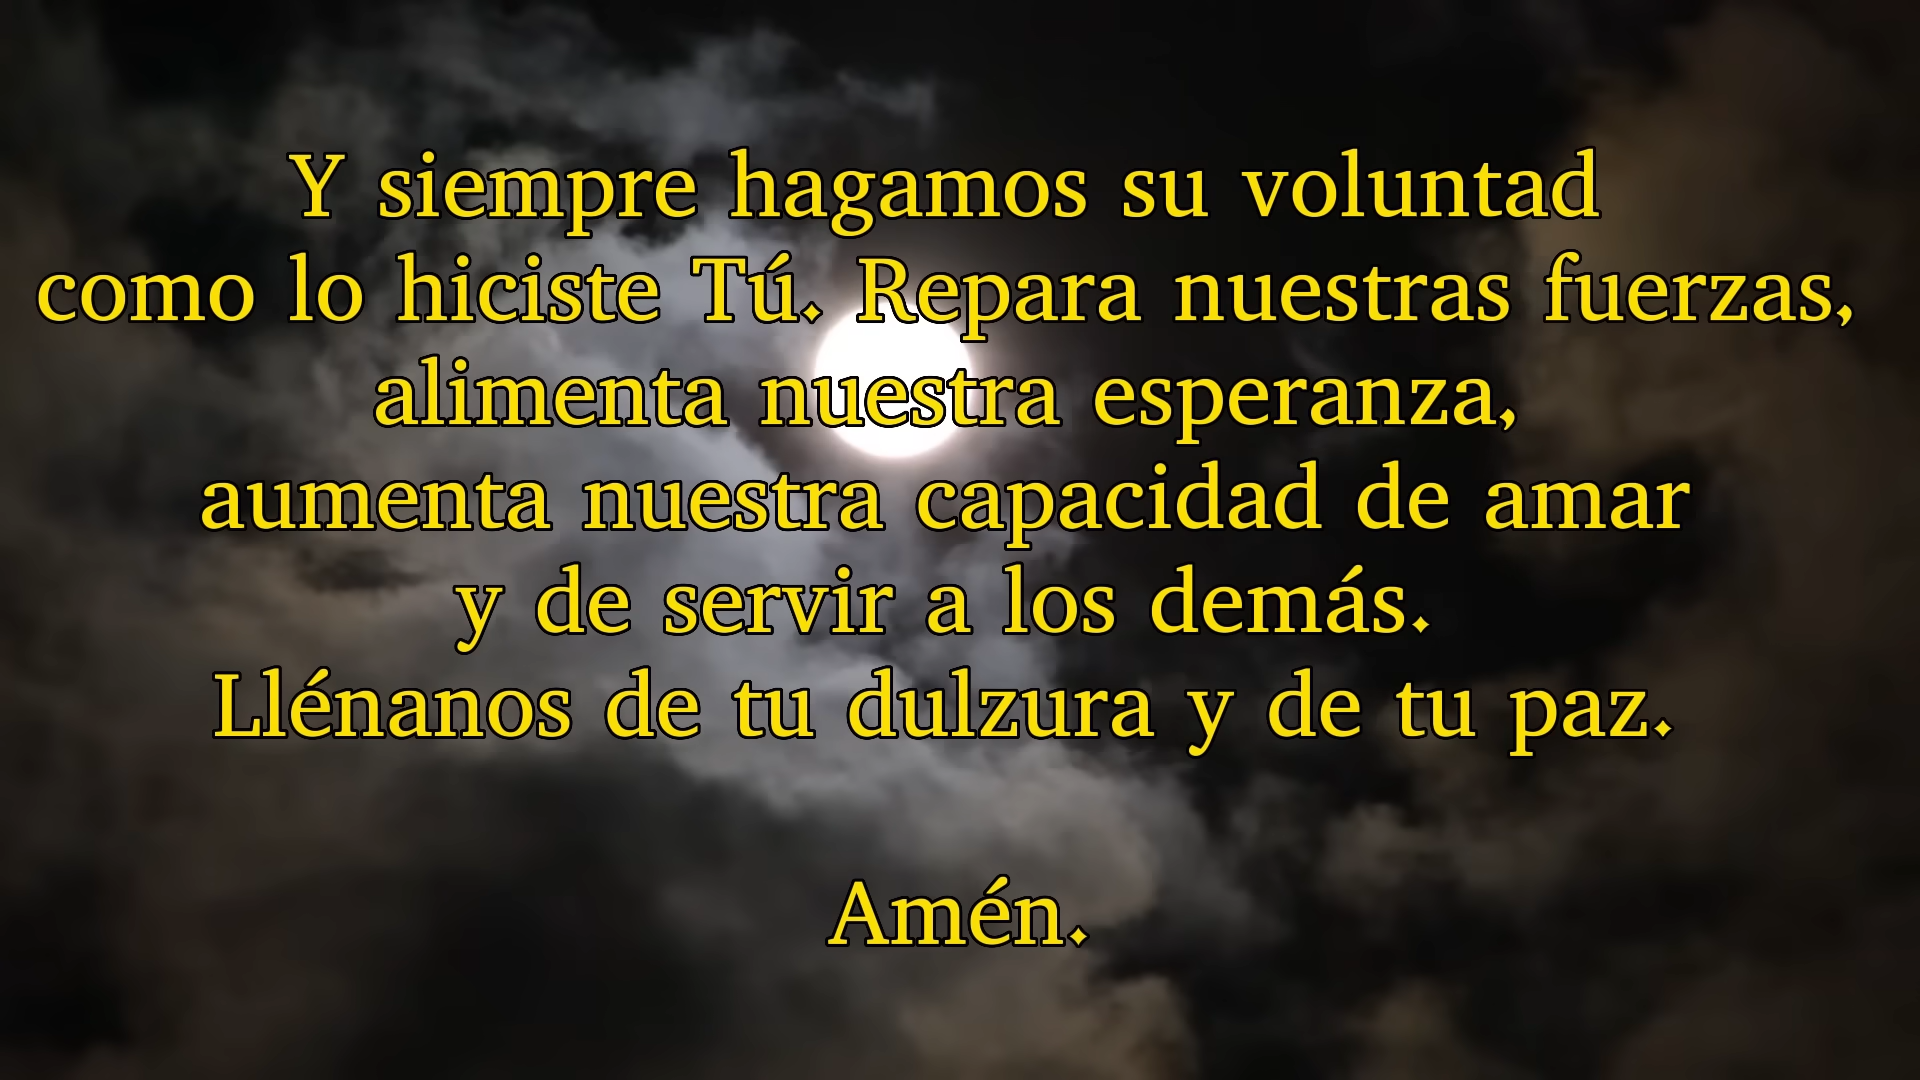 Y siempre hagamos su voluntad
como lo hiciste Tú. Repara nuestras fuerzas,
alimenta nuestra esperanza,
aumenta nuestra capacidad de amar
y de servir a los demás.
Llénanos de tu dulzura y de tu paz.
Amén.